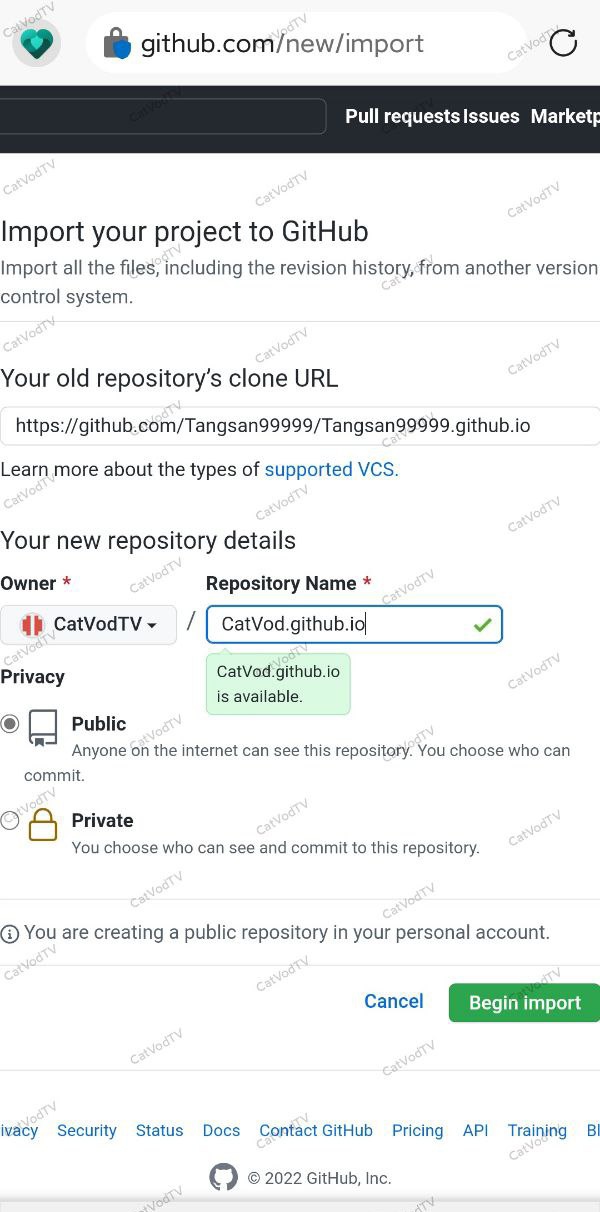 github.com/new/import
Pull requests Issues Marketp
Import your project to GitHub
Import all the files, including the revision history, from another version
control system.
Your old repository’s clone URL
https://github.com/Tangsan99999/Tangsan99999.github.io
Learn more about the types of supported VCS.
Your new repository details
Owner * Repository Name *
CatVodTV / CatVod.github.io
CatVod.github.io
is available.
Privacy
Public
Anyone on the internet can see this repository. You choose who can
commit.
Private
You choose who can see and commit to this repository.
You are creating a public repository in your personal account.
Cancel Begin import
ivacy Security Status Docs Contact GitHub Pricing API Training Bl
© 2022 GitHub, Inc.
CatVodTV